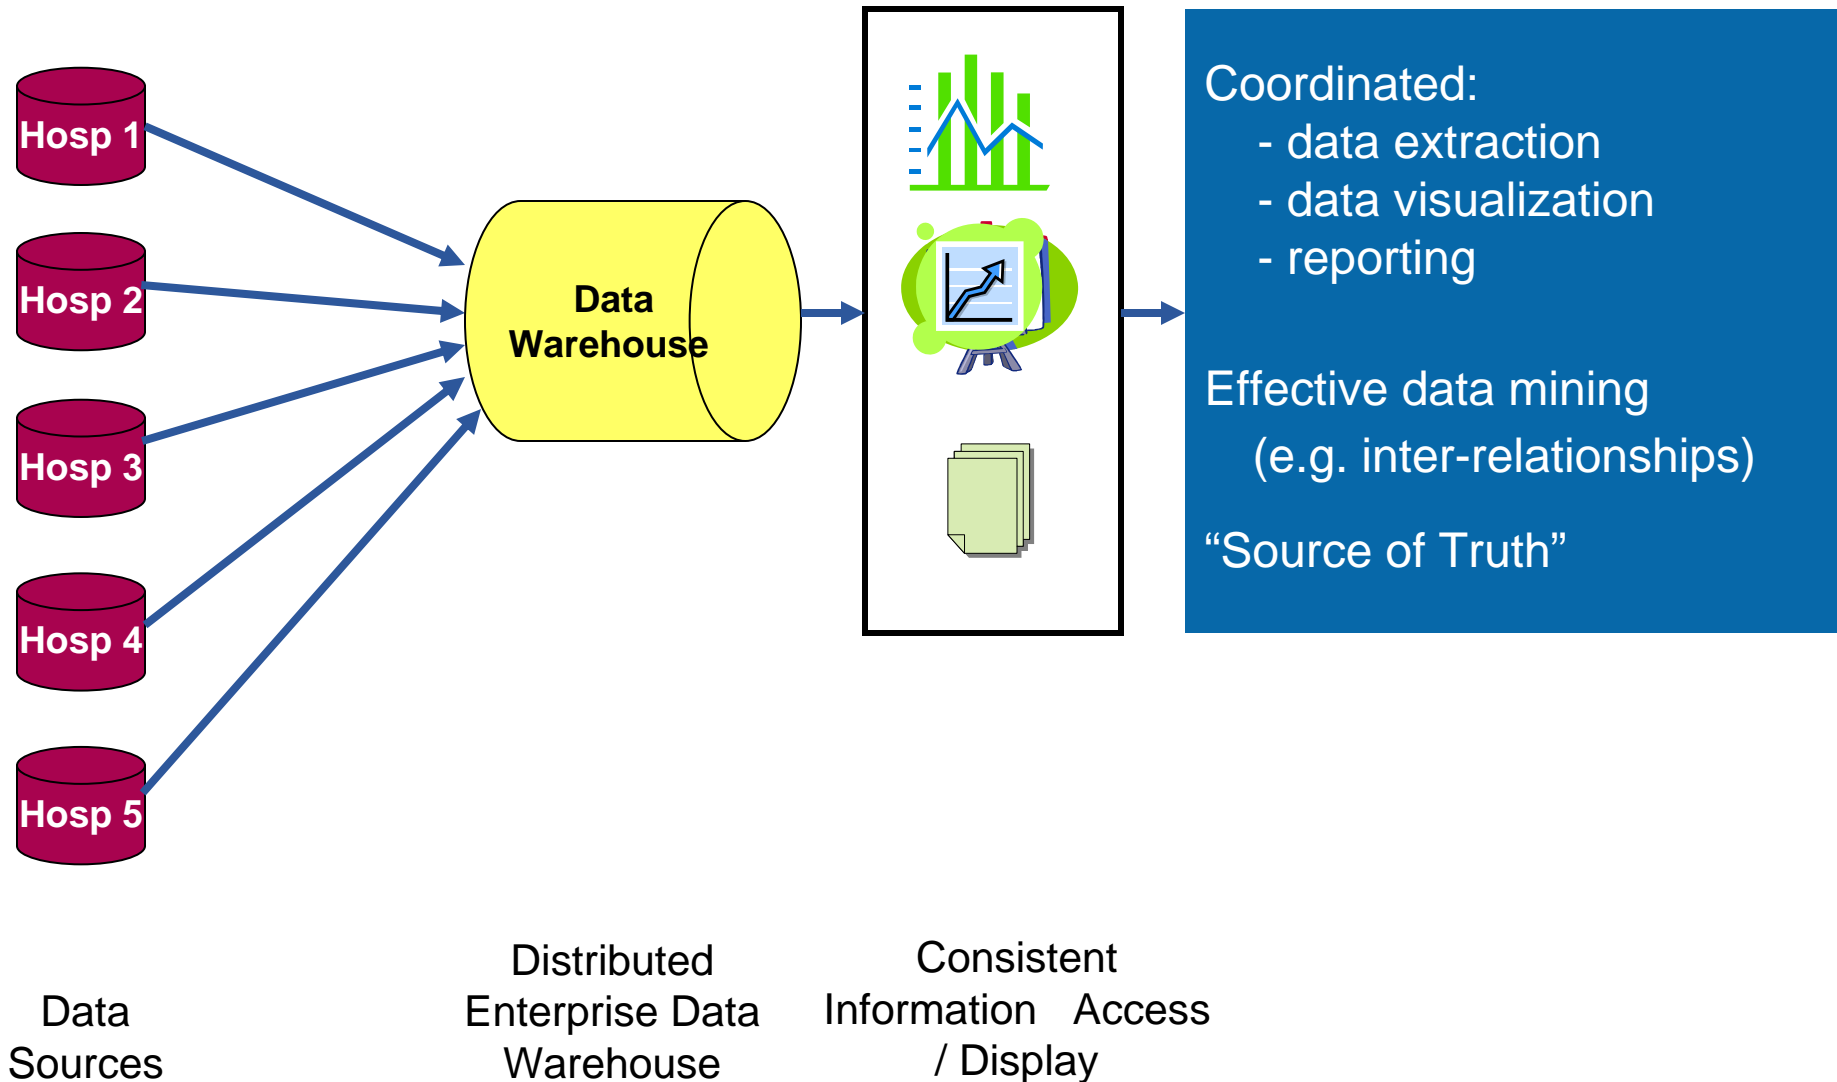 Hosp 1
Hosp 2
Hosp 3
Hosp 4
Hosp 5
Data
Warehouse
Coordinated:
- data extraction
- data visualization
- reporting
Effective data mining
(e.g. inter-relationships)
“Source of Truth”
Data
Sources
Distributed
Enterprise Data
Warehouse
Consistent
Information Access
/ Display